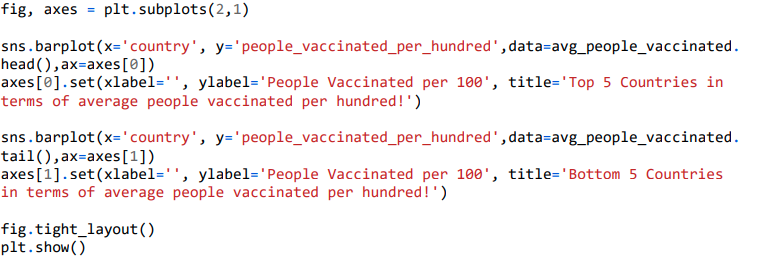 fig, axes = plt.subplots(2,1)
sns.barplot(x='country', y='people_vaccinated_per_hundred',data=avg_people_vaccinated.
head(),ax=axes[0])
axes[0].set(xlabel='', ylabel='People Vaccinated per 100', title='Top 5 Countries in
terms of average people vaccinated per hundred!')
sns.barplot(x='country', y='people_vaccinated_per_hundred',data=avg_people_vaccinated.
tail(),ax=axes[1])
axes[1].set(xlabel='', ylabel='People Vaccinated per 100', title='Bottom 5 Countries
in terms of average people vaccinated per hundred!')
fig.tight_layout()
plt.show()